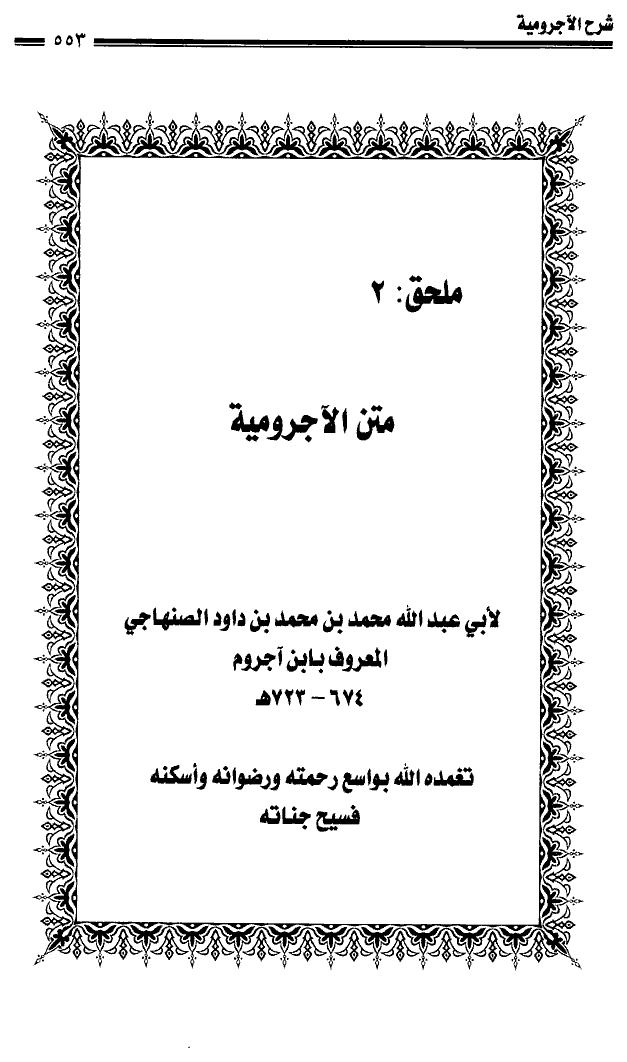 شرح الآجرومية
٥٥٣
ملحق: ٢
متن الآجرومية
لأبي عبد الله محمد بن محمد بن داود الصنهاجي
المعروف بابن آجروم
٦٧٤ – ٧٢٣هـ
تغمده الله بواسع رحمته ورضوانه وأسكنه
فسيح جناته